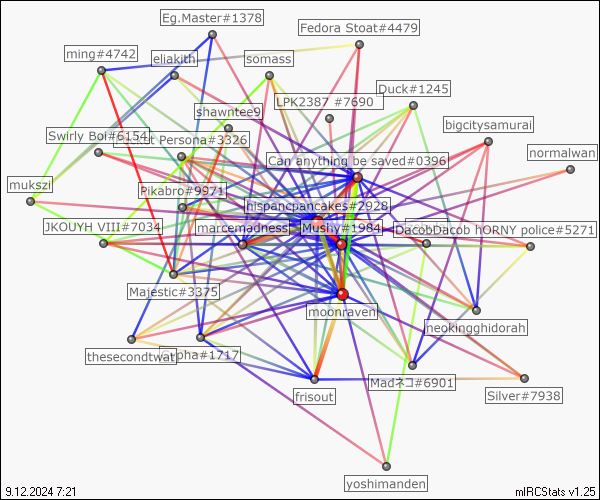 Eg.Master#1378
Fedora Stoat#4479
ming#4742
eliakith
somass
Duck#1245
LPK2387 #7690
shawntee9
bigcitysamurai
Swirly Boi#6154
Persona#3326
Can anything be saved#0396
normalwan
mukszi
Pikabro#9971
hispancpancakes#2928
JKOUYH VIII#7034
marcemadness
Mushy#1984
Dacob
Dacob hORNY police#5271
Majestic#3375
moonraven
neokingghidorah
thesecondtwat
#1717
Madネコ#6901
frisout
Silver#7938
yoshimanden
9.12.2024 7:21
mIRCStats v1.25